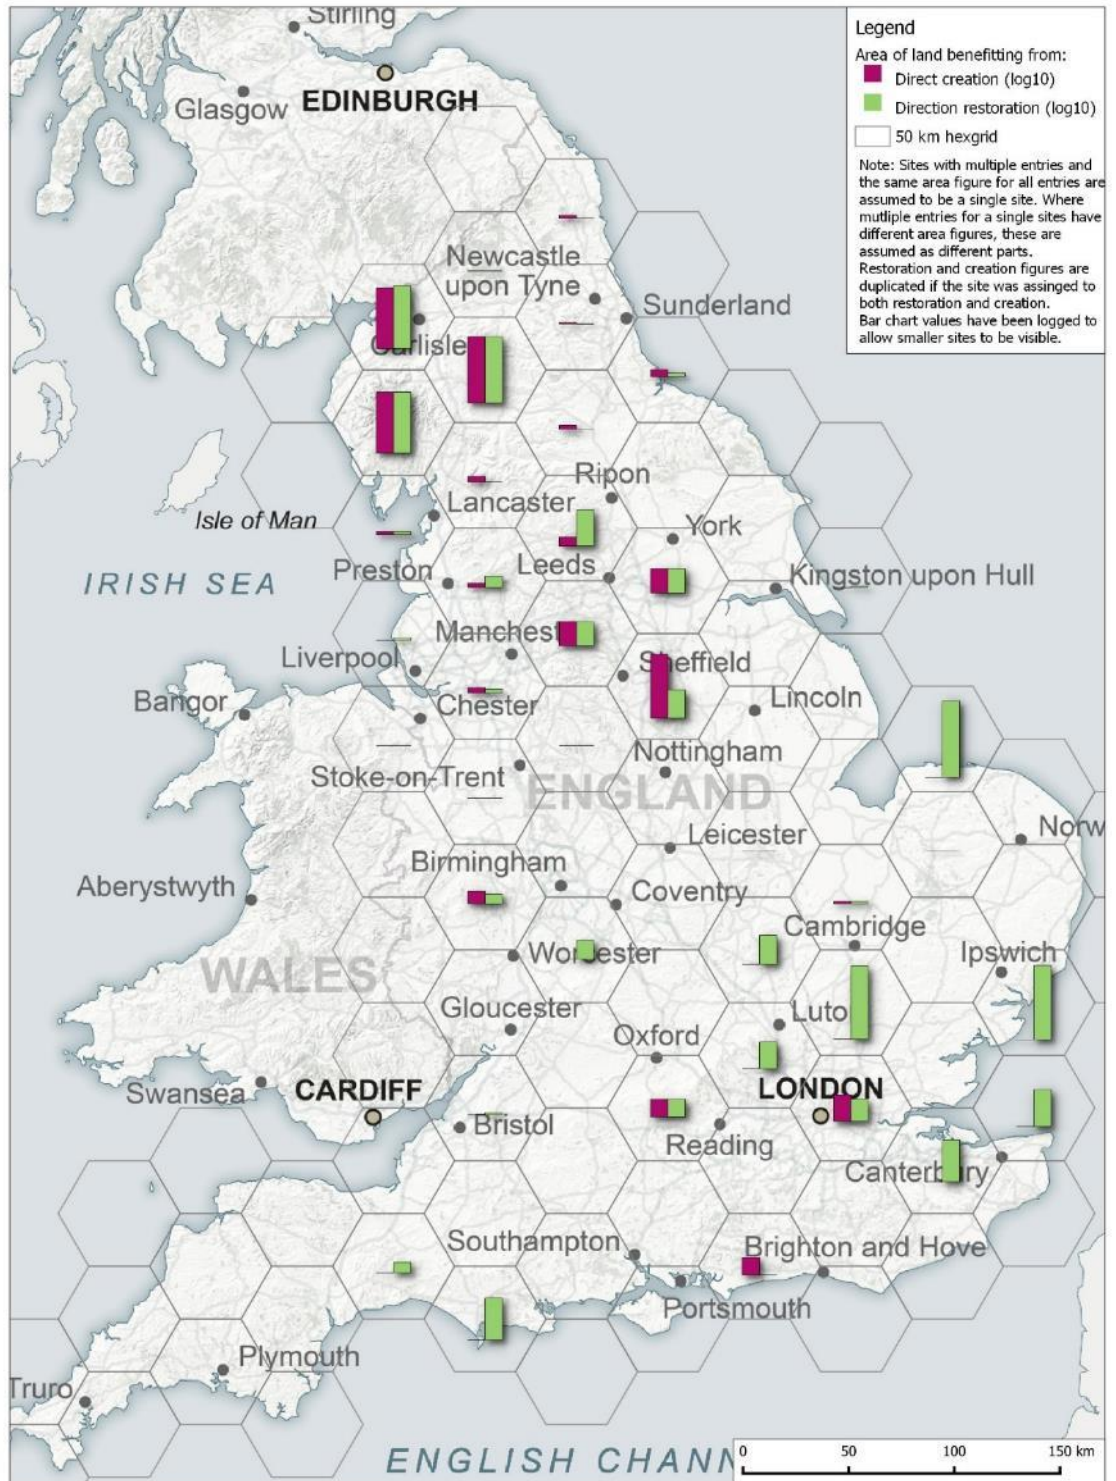 Stirling
Glasgow
EDINBURGH
Legend
Area of land benefitting from:
Direct creation (log10)
Direction restoration (log10)
50 km hexgrid
Note: Sites with multiple entries and
the same area figure for all entries are
assumed to be a single site. Where
mutliple entries for a single sites have
different area figures, these are
assumed as different parts.
Restoration and creation figures are
duplicated if the site was assinged to
both restoration and creation.
Bar chart values have been logged to
allow smaller sites to be visible.
Newcastle
upon Tyne
Sunderland
Carlisle
Ripon
Lancaster
Isle of Man
York
IRISH SEA
Preston
Leeds
Kingston upon Hull
Manchest
Liverpool
Sheffield
Bangor
Chester
Lincoln
Nottingham
Stoke-on-Trent
ENGLAND
Leicester
Norw
Birmingham
Aberystwyth
Coventry
Cambridge
Worcester
Ipswich
WALES
Gloucester
Luto
Oxford
Swansea
CARDIFF
LONDON
Bristol
Reading
Canterbury
Southampton
Brighton and Hove
Portsmouth
Plymouth
Truro
ENGLISH CHANN
0 50 100 150 km